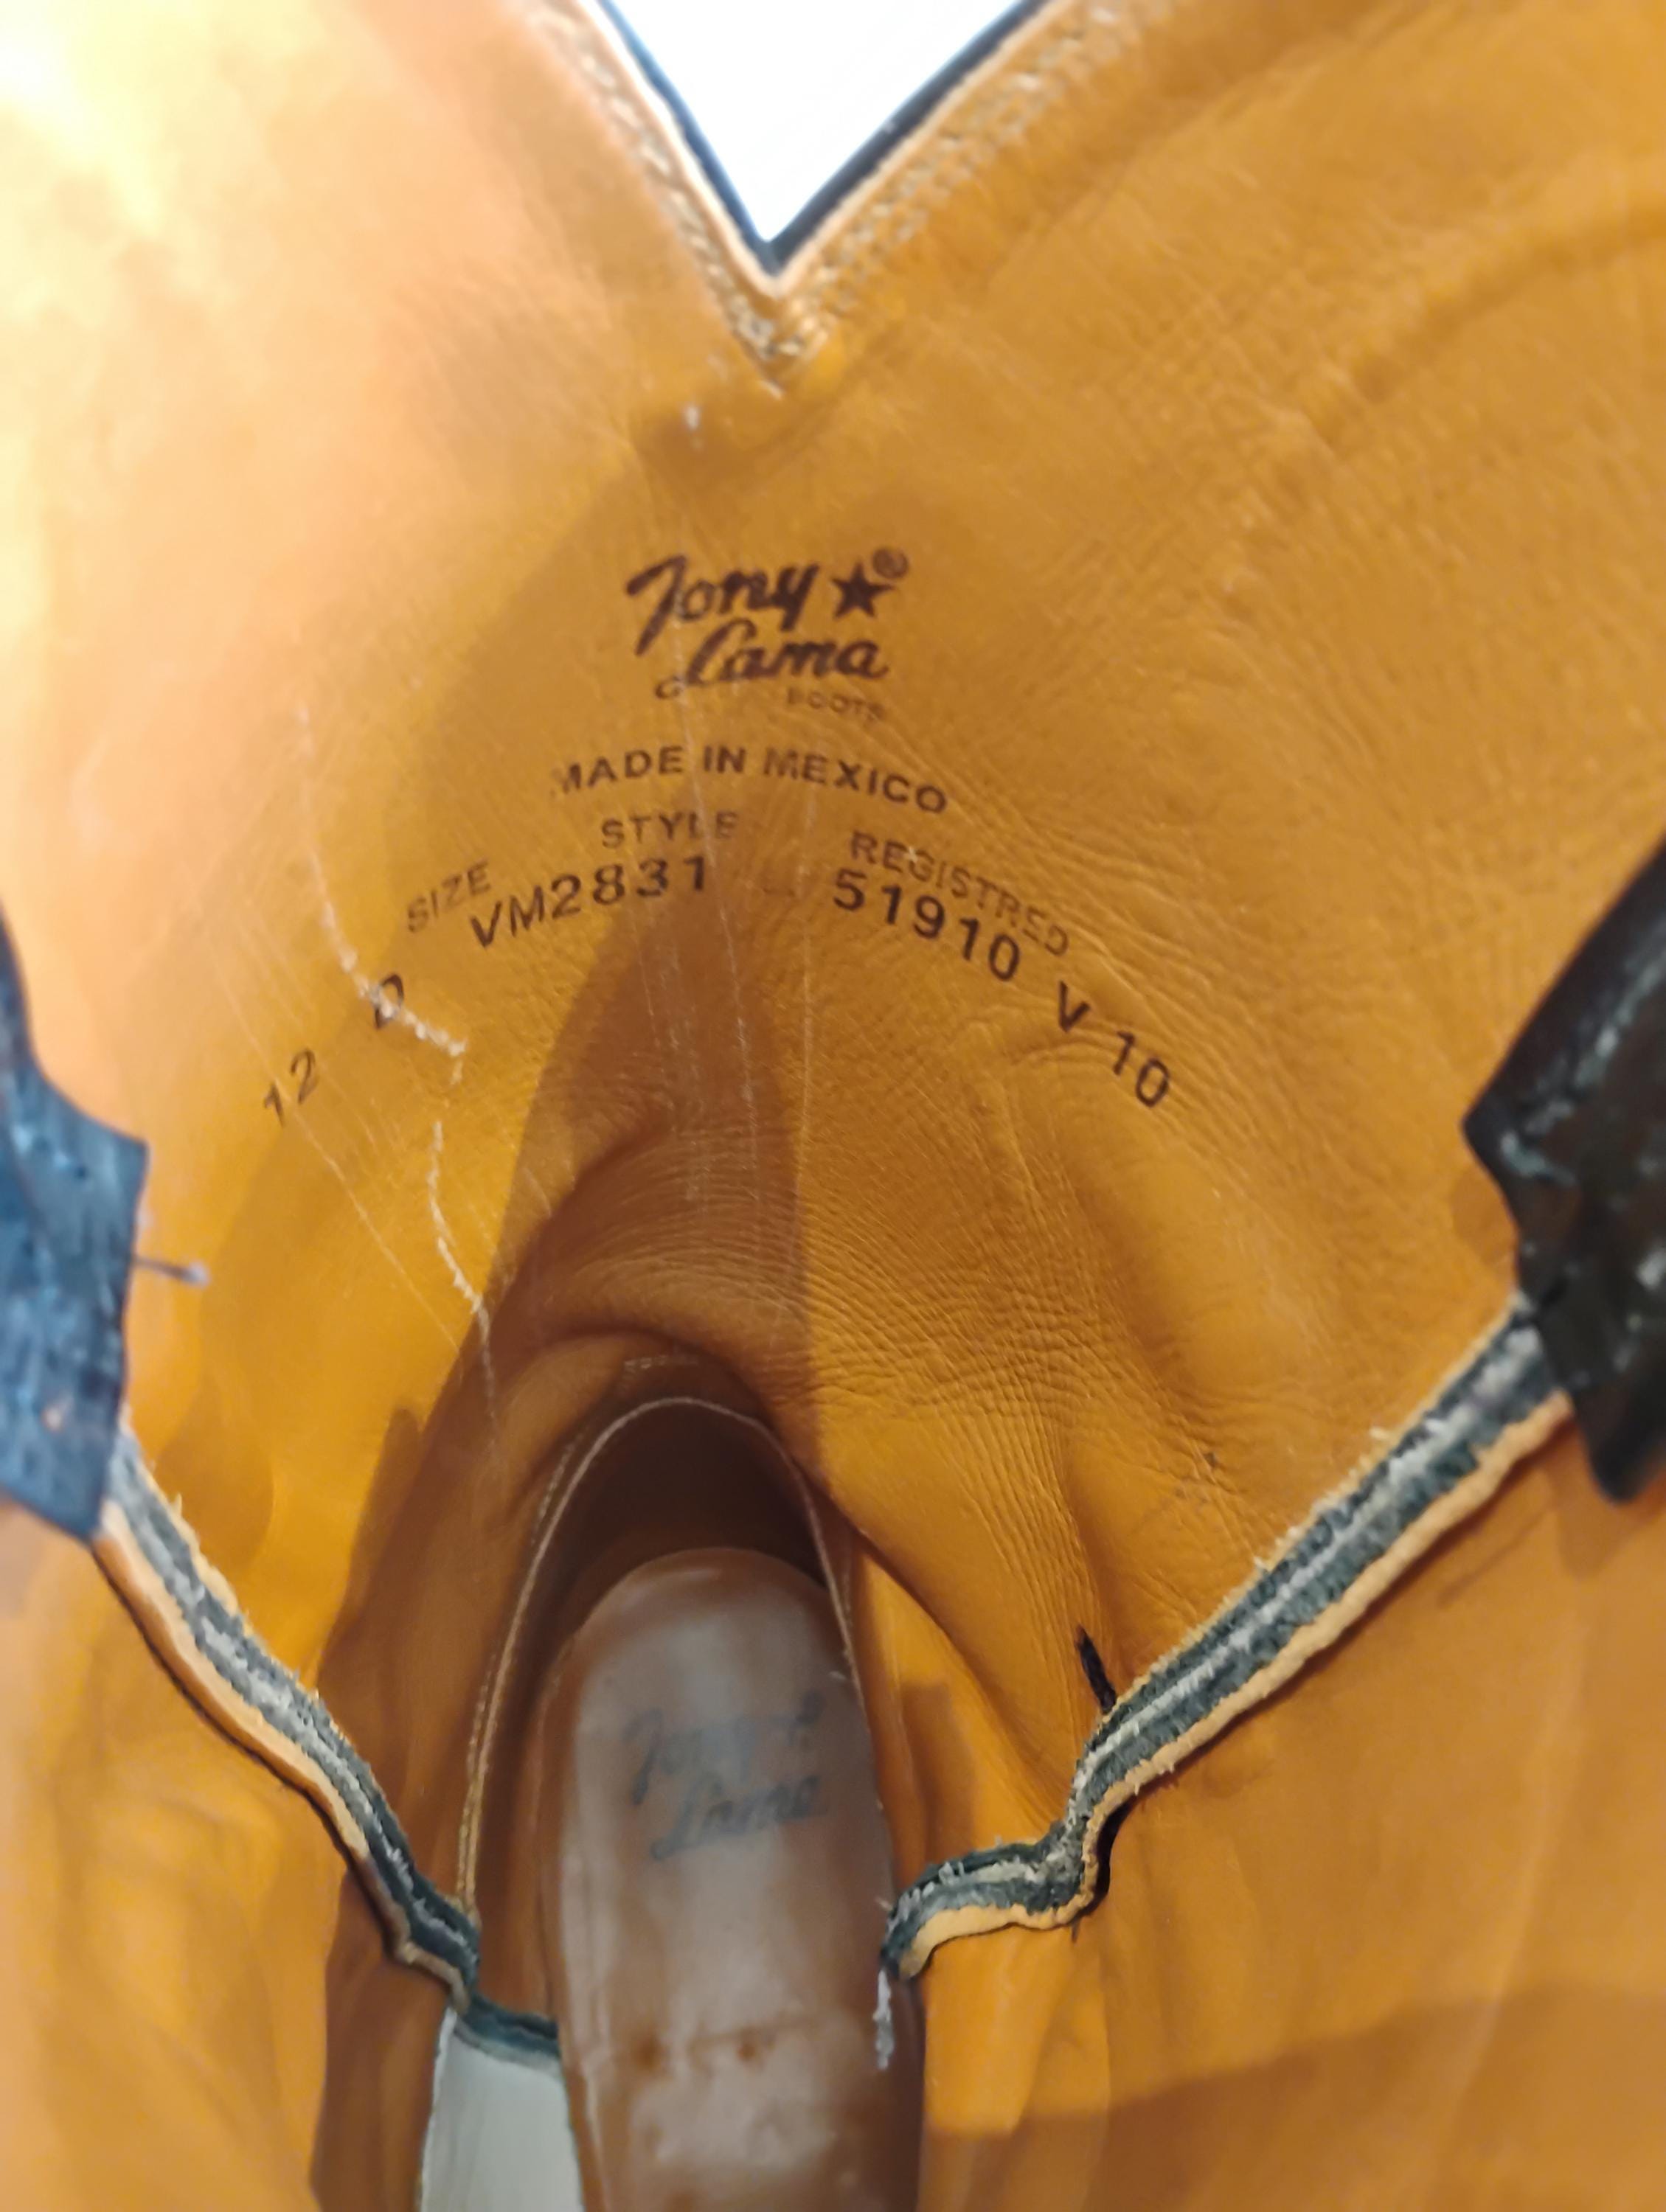 Tony ★ ®
Lama
BOOTS
MADE IN MEXICO
SIZE STYLE REGISTRED
12 D VM2831 51910 V 10
Tony
Lama